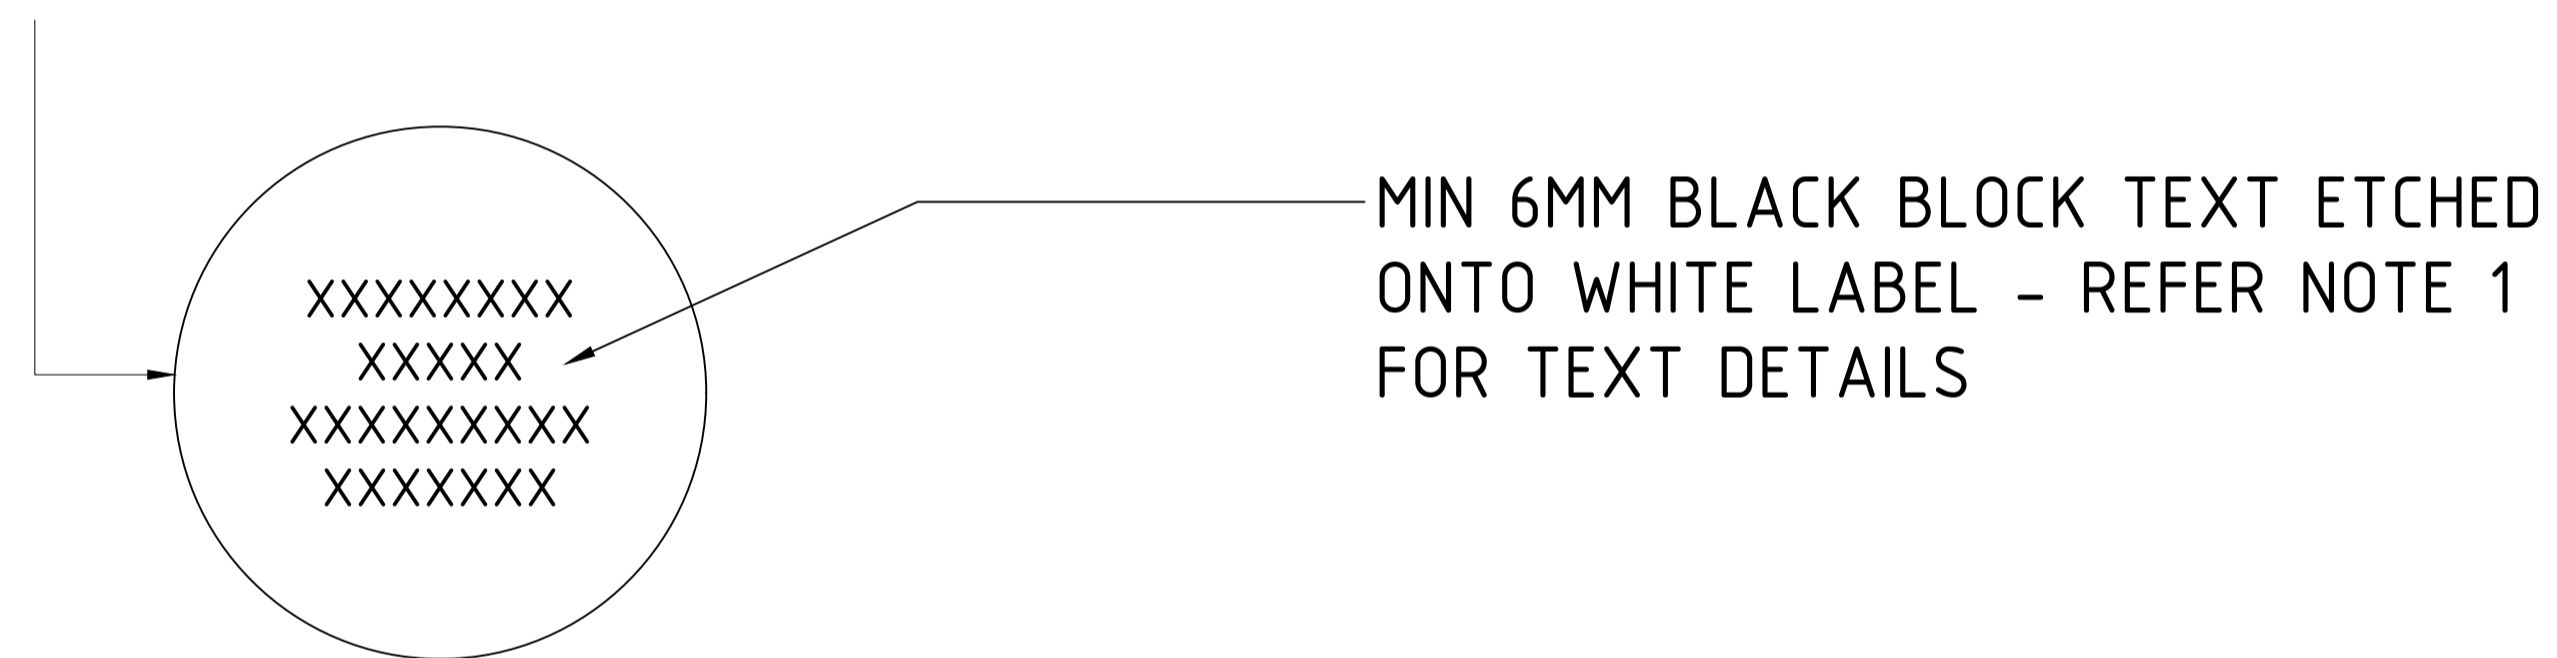 XXXXXXXX
XXXXX
XXXXXXXXX
XXXXXXX
MIN 6MM BLACK BLOCK TEXT ETCHED
ONTO WHITE LABEL - REFER NOTE 1
FOR TEXT DETAILS